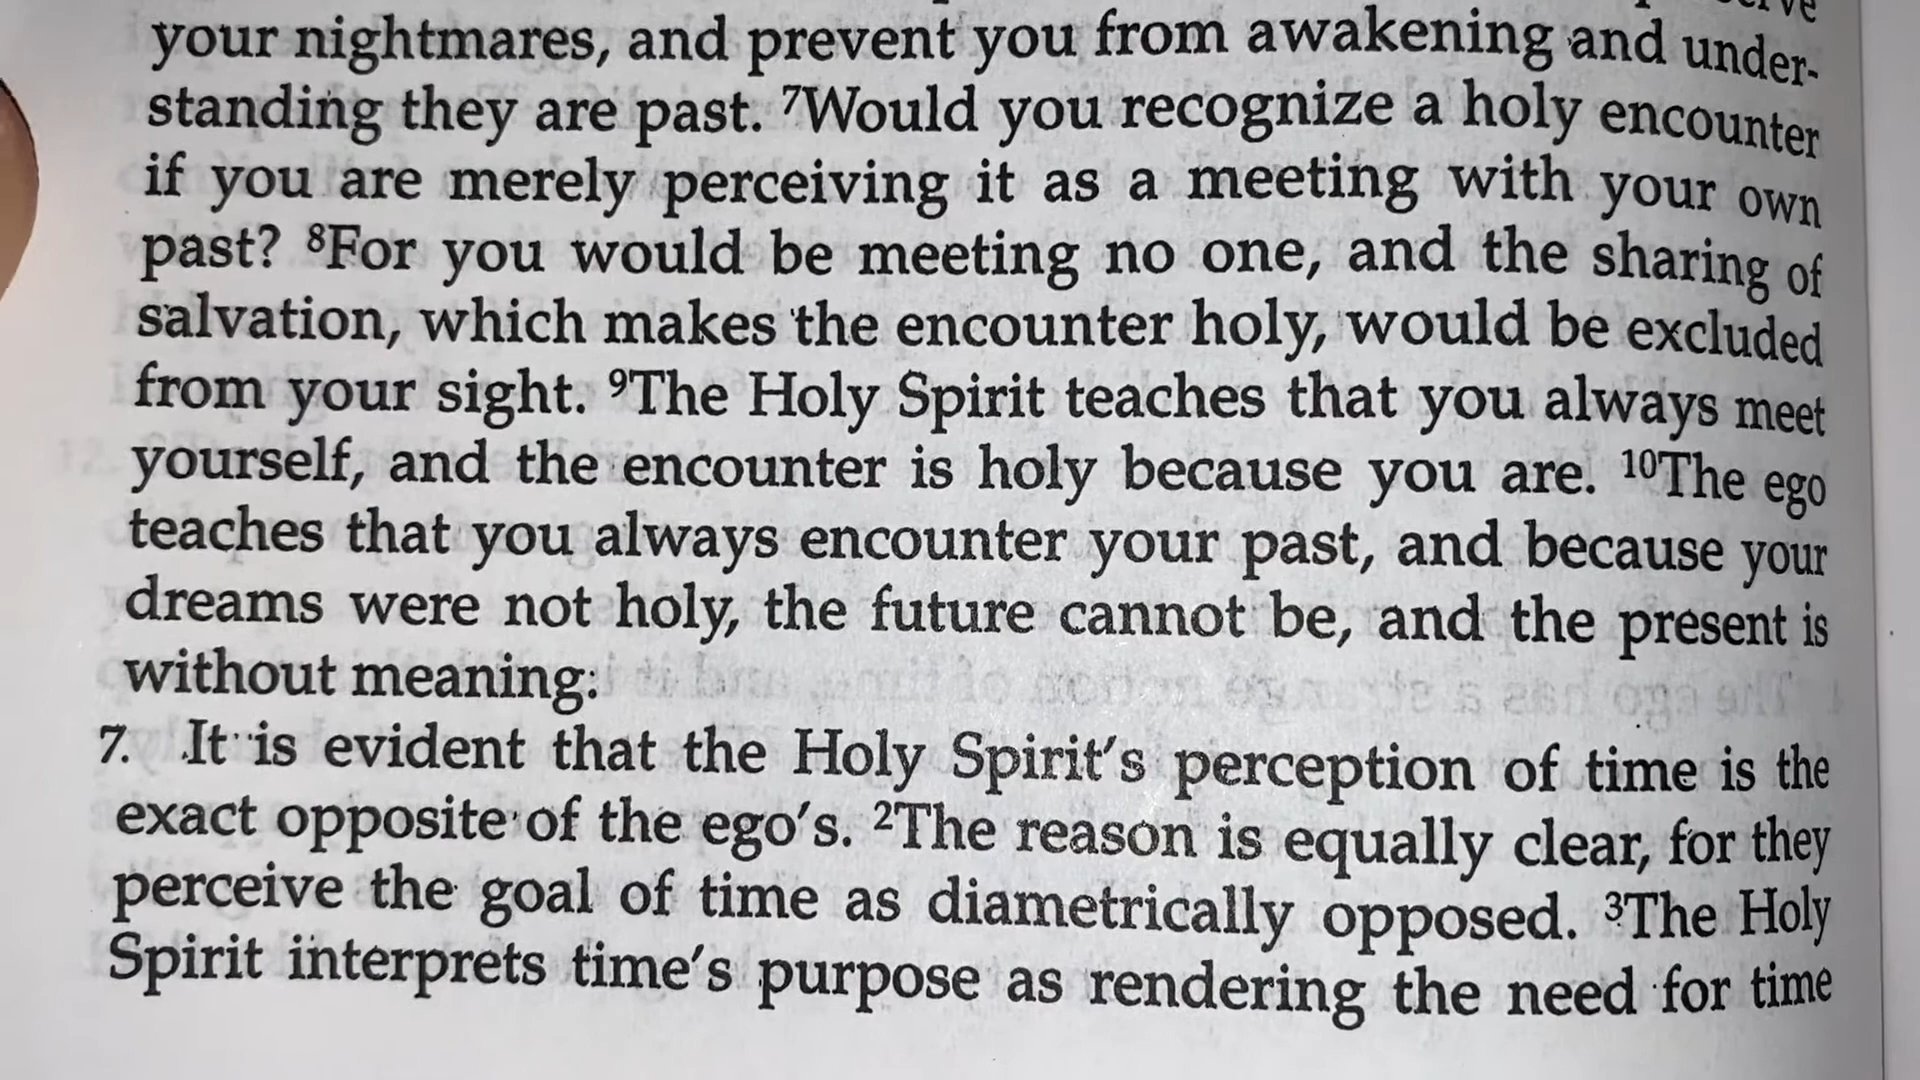 your nightmares, and prevent you from awakening and under-
standing they are past. ⁷Would you recognize a holy encounter
if you are merely perceiving it as a meeting with your own
past? ⁸For you would be meeting no one, and the sharing of
salvation, which makes the encounter holy, would be excluded
from your sight. ⁹The Holy Spirit teaches that you always meet
yourself, and the encounter is holy because you are. ¹⁰The ego
teaches that you always encounter your past, and because your
dreams were not holy, the future cannot be, and the present is
without meaning.
7. It is evident that the Holy Spirit's perception of time is the
exact opposite of the ego's. ²The reason is equally clear, for they
perceive the goal of time as diametrically opposed. ³The Holy
Spirit interprets time's purpose as rendering the need for time